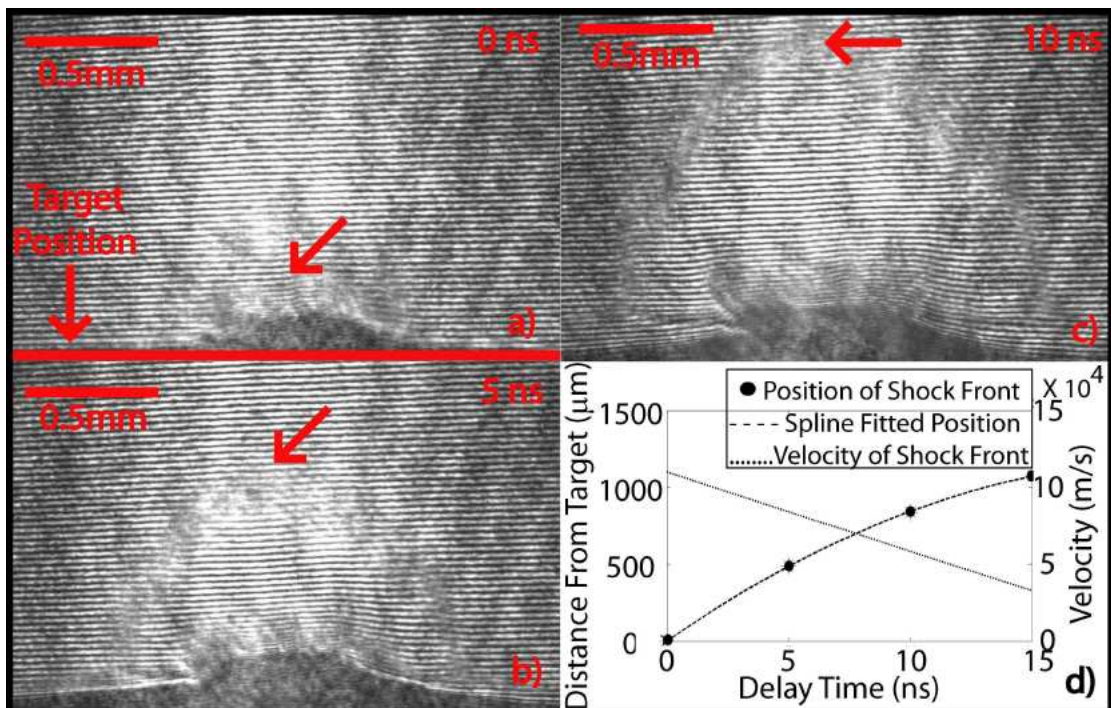 0 ns
0.5mm
Target
Position
a)
5 ns
0.5mm
b)
10 ns
0.5mm
c)
Position of Shock Front
Spline Fitted Position
Velocity of Shock Front
X 10⁴
1500
1000
500
0
15
10
5
0
0
5
10
15
Distance From Target (μm)
Velocity (m/s)
Delay Time (ns)
d)